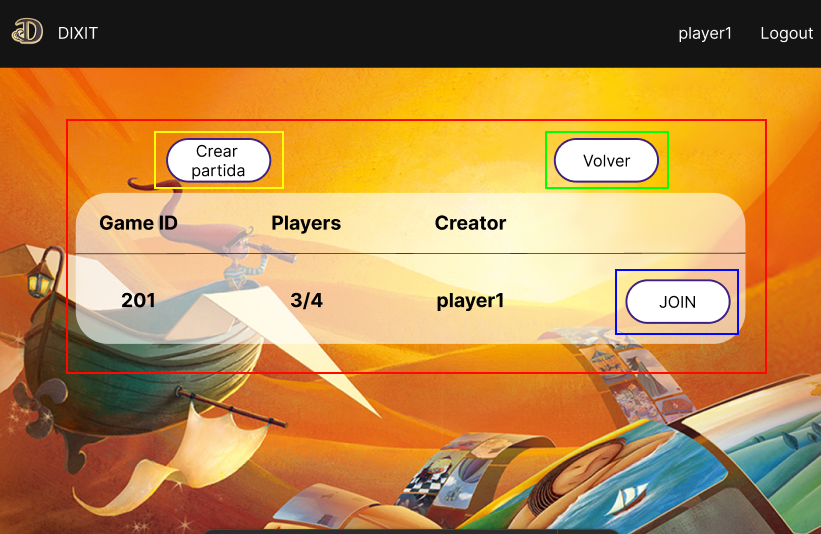 DIXIT
player1
Logout
Crear
partida
Volver
Game ID
Players
Creator
201
3/4
player1
JOIN